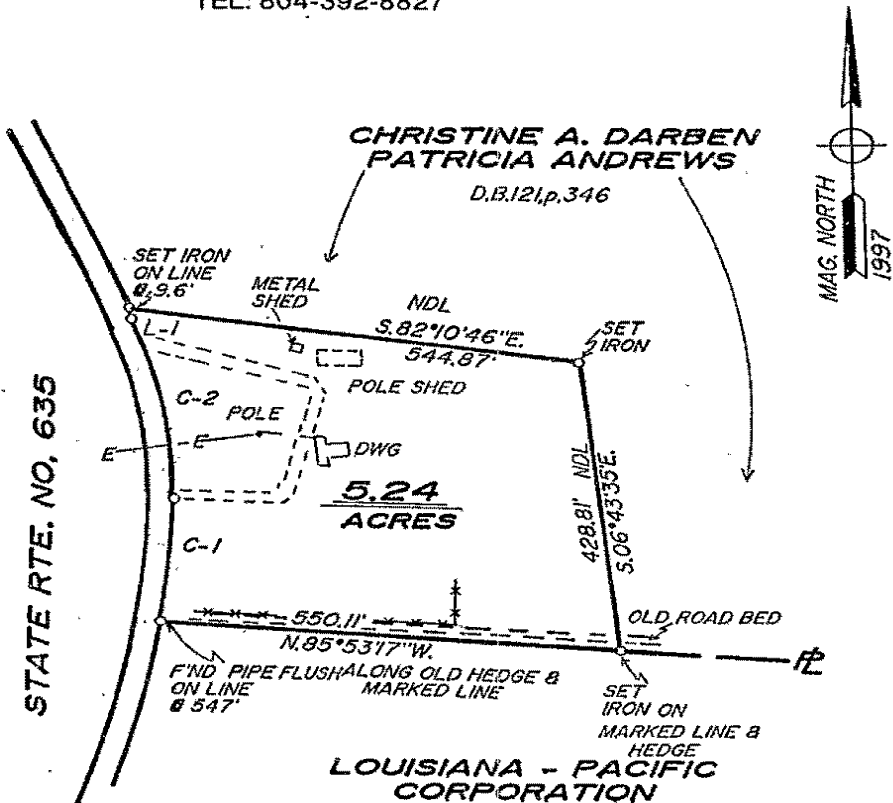 TEL: 804-392-8827
CHRISTINE A. DARBEN
PATRICIA ANDREWS
D.B.121,p.346
MAG. NORTH
1997
SET IRON
ON LINE
@ 9.6'
METAL
SHED
NDL
S.82°10'46"E.
544.87'
SET
IRON
L-1
POLE SHED
C-2
POLE
E
E
DWG
5.24
ACRES
428.81' NDL
S.06°43'35"E.
STATE RTE. NO, 635
C-1
550.11'
N.85°53'17"W.
OLD ROAD BED
F'ND PIPE FLUSH
ON LINE
@ 547'
ALONG OLD HEDGE &
MARKED LINE
SET
IRON ON
MARKED LINE &
HEDGE
PL
LOUISIANA - PACIFIC
CORPORATION